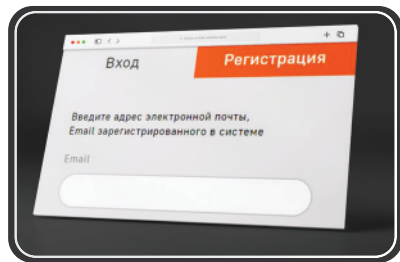 Вход
Регистрация
Введите адрес электронной почты,
Email зарегистрированного в системе
Email